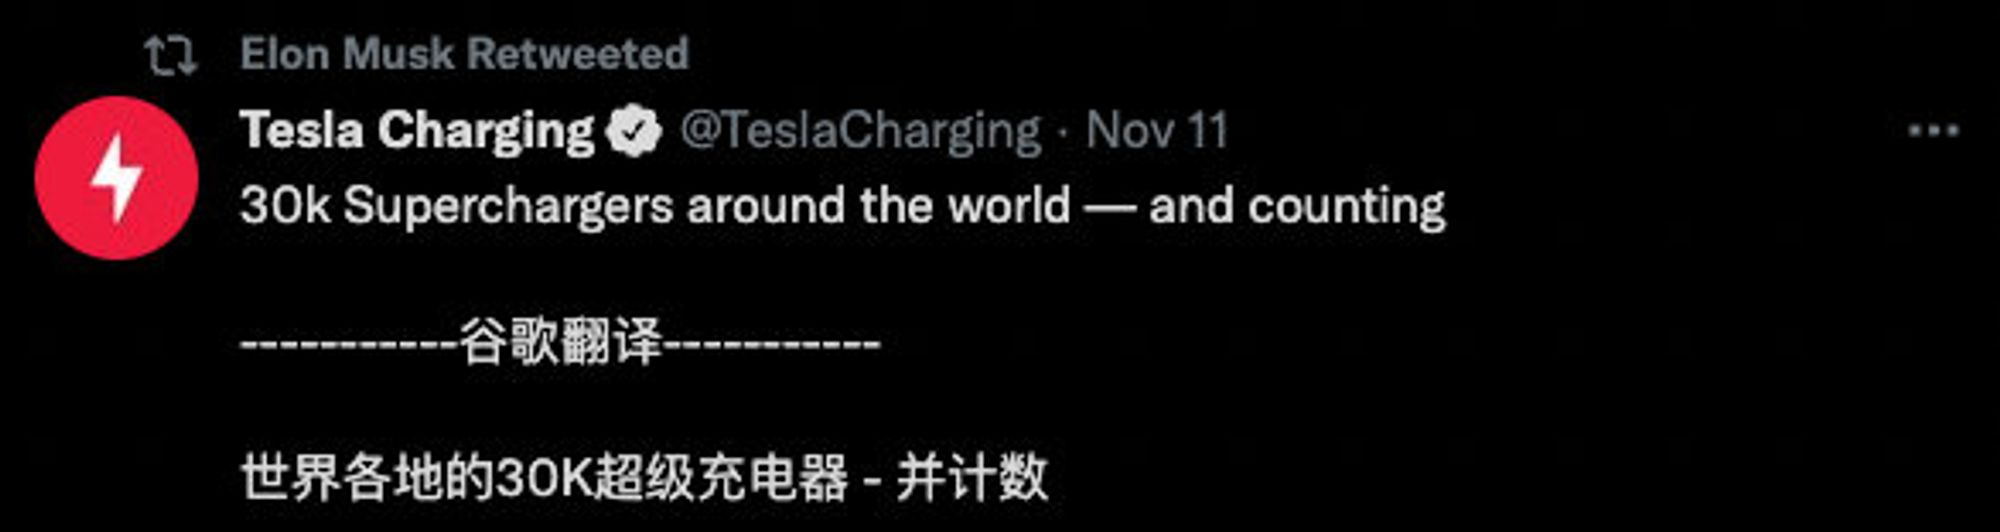 Elon Musk Retweeted
Tesla Charging @TeslaCharging · Nov 11
30k Superchargers around the world — and counting
-----------谷歌翻译-----------
世界各地的30K超级充电器 - 并计数